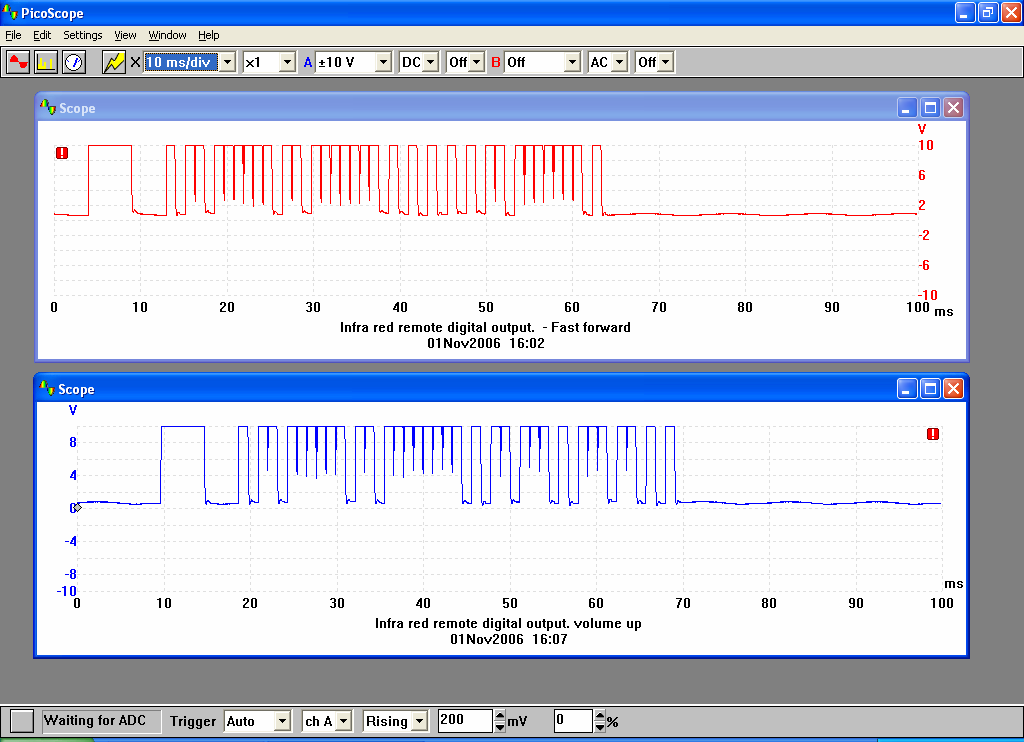 PicoScope
File Edit Settings View Window Help
X 10 ms/div x1 A ±10 V DC Off B Off AC Off
Scope
!
V
10
6
2
-2
-6
-10
0 10 20 30 40 50 60 70 80 90 100 ms
Infra red remote digital output. - Fast forward
01Nov2006 16:02
Scope
V
!
8
4
0
-4
-8
-10
ms
0 10 20 30 40 50 60 70 80 90 100
Infra red remote digital output. volume up
01Nov2006 16:07
Waiting for ADC Trigger Auto ch A Rising 200 mV 0 %